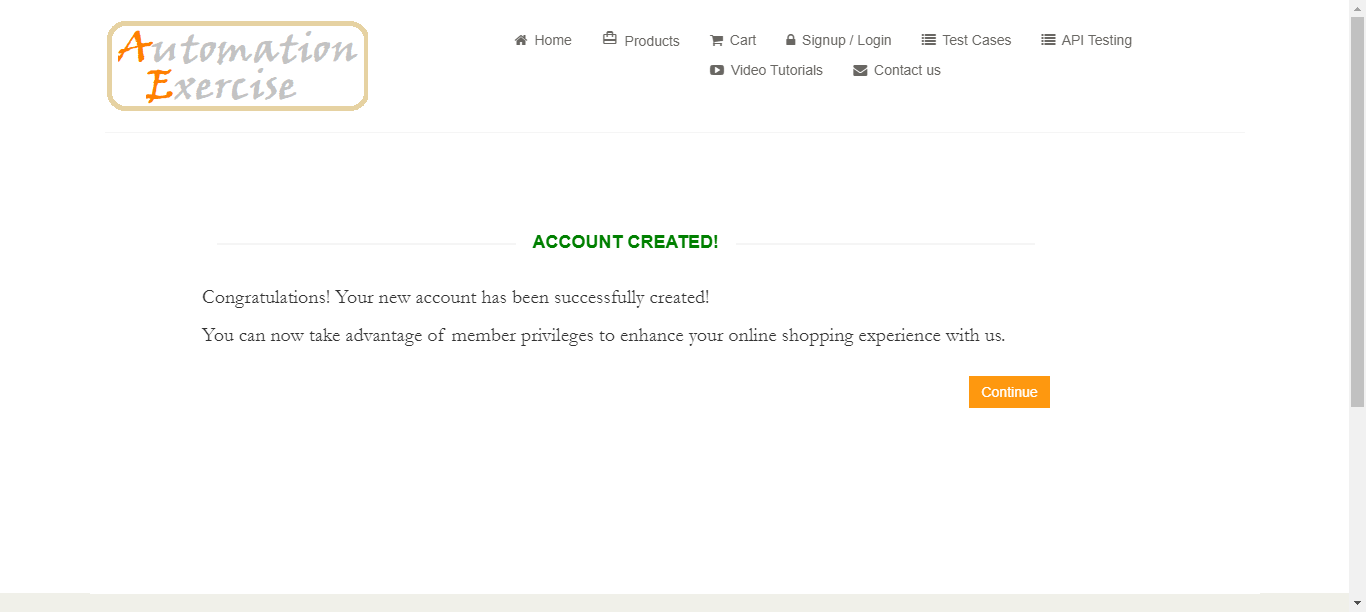 Automation
Exercise
Home Products Cart Signup / Login Test Cases API Testing
Video Tutorials Contact us
ACCOUNT CREATED!
Congratulations! Your new account has been successfully created!
You can now take advantage of member privileges to enhance your online shopping experience with us.
Continue